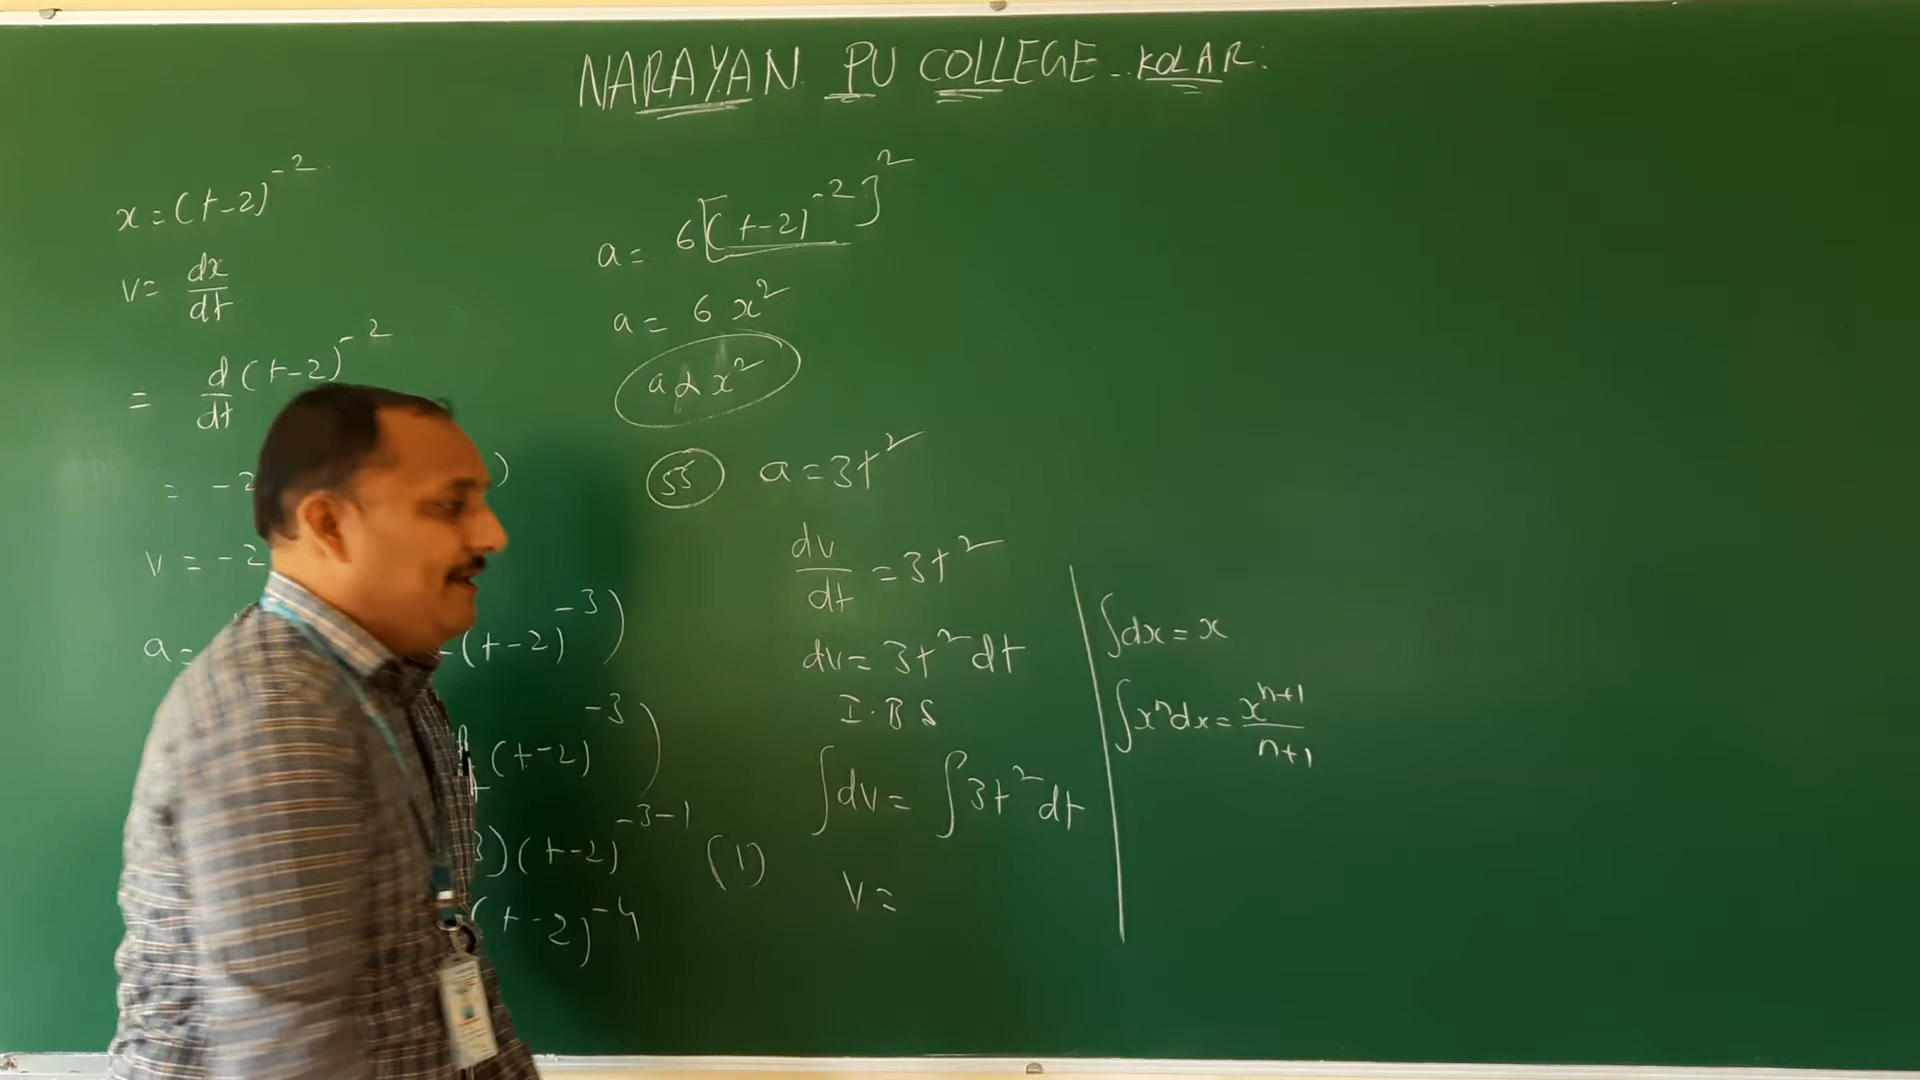 NARAYAN PU COLLEGE - KOLAR:
x = (t-2)^-2
v = dx/dt
= d/dt (t-2)^-2
= -2 )
v = -2
a = -(t-2)^-3)
(t-2)^-3)
3)(t-2)^-3-1 (1)
(t-2)^-4
a = 6[(t-2)^-2]^2
a = 6x^2
a α x^2
55 a = 3t^2
dv/dt = 3t^2
dv = 3t^2 dt
I.B S
∫dv = ∫3t^2 dt
v =
∫dx = x
∫x^n dx = x^n+1/n+1